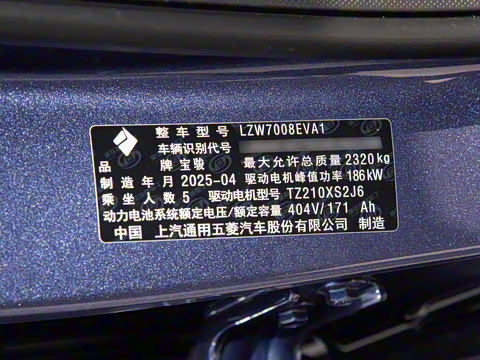 整车型号 LZW7008EVA1
车辆识别代号
品牌 宝骏 最大允许总质量 2320 kg
制造年月 2025-04 驱动电机峰值功率 186 kW
乘坐人数 5 驱动电机型号 TZ210XS2J6
动力电池系统额定电压/额定容量 404V/171 Ah
中国 上汽通用五菱汽车股份有限公司 制造